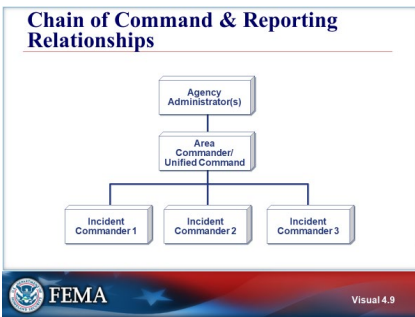 Chain of Command & Reporting
Relationships
Agency
Administrator(s)
Area
Commander/
Unified Command
Incident
Commander 1
Incident
Commander 2
Incident
Commander 3
FEMA
Visual 4.9